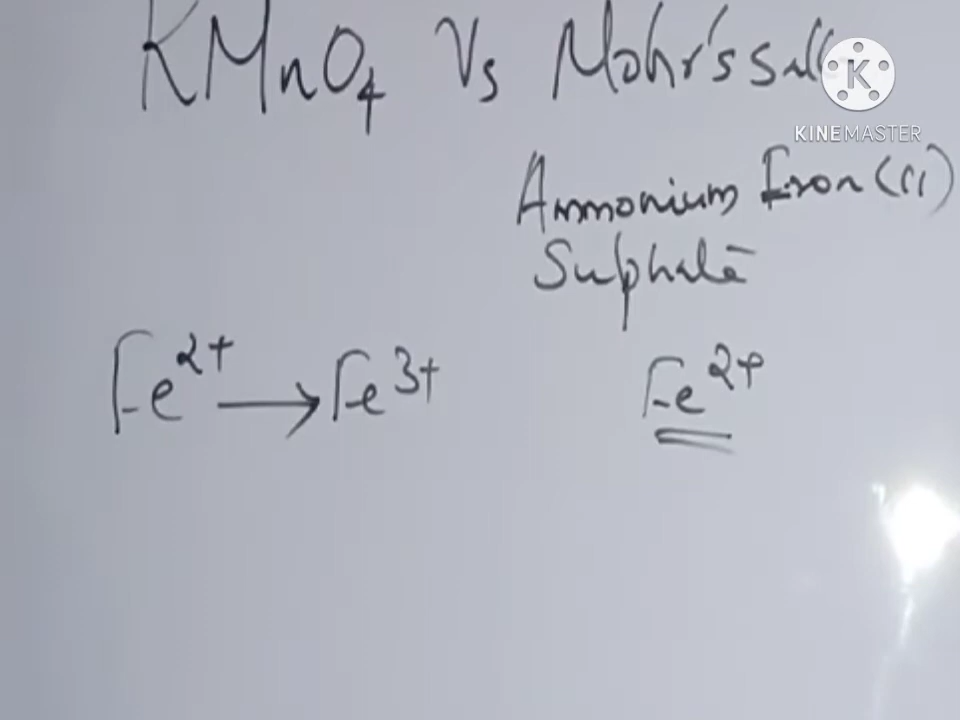 KMnO4 Vs Mohr's salt
K
KINEMASTER
Ammonium Iron (II)
Sulphate
Fe2+ → Fe3+ Fe2+